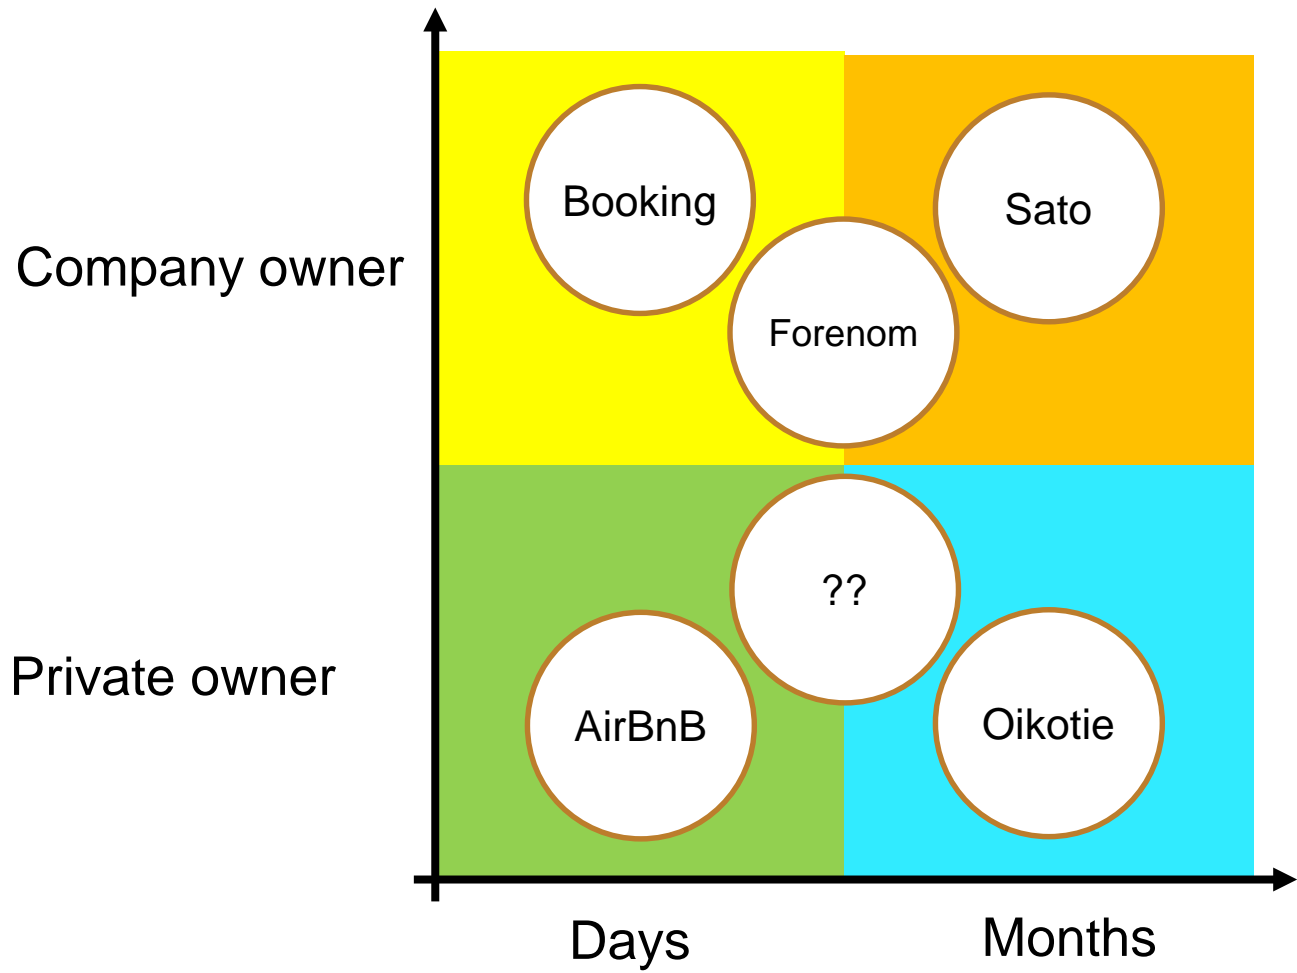 Booking
Sato
Company owner
Forenom
??
Private owner
AirBnB
Oikotie
Days
Months